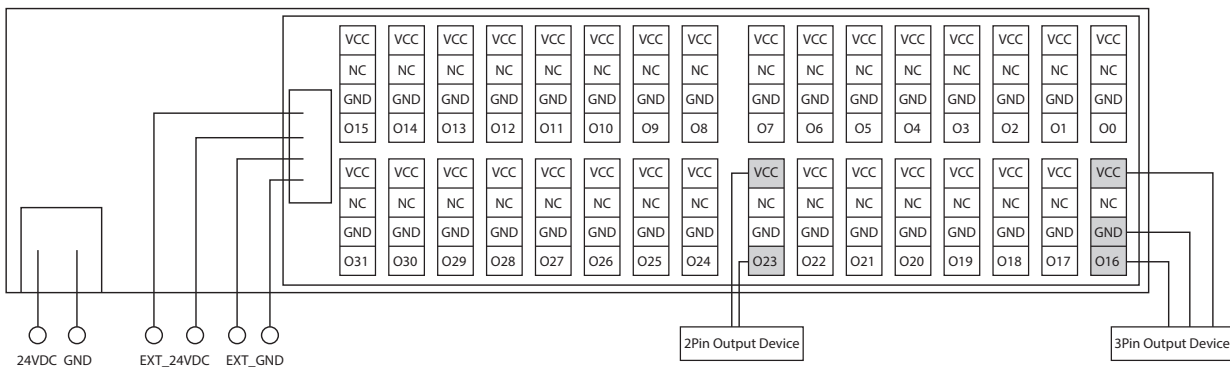 VCC VCC VCC VCC VCC VCC VCC VCC VCC VCC VCC VCC VCC VCC VCC VCC
NC NC NC NC NC NC NC NC NC NC NC NC NC NC NC NC
GND GND GND GND GND GND GND GND GND GND GND GND GND GND GND GND
O15 O14 O13 O12 O11 O10 O9 O8 O7 O6 O5 O4 O3 O2 O1 O0
VCC VCC VCC VCC VCC VCC VCC VCC VCC VCC VCC VCC VCC VCC VCC VCC
NC NC NC NC NC NC NC NC NC NC NC NC NC NC NC NC
GND GND GND GND GND GND GND GND GND GND GND GND GND GND GND GND
O31 O30 O29 O28 O27 O26 O25 O24 O23 O22 O21 O20 O19 O18 O17 O16
2Pin Output Device 3Pin Output Device
24VDC GND EXT_24VDC EXT_GND